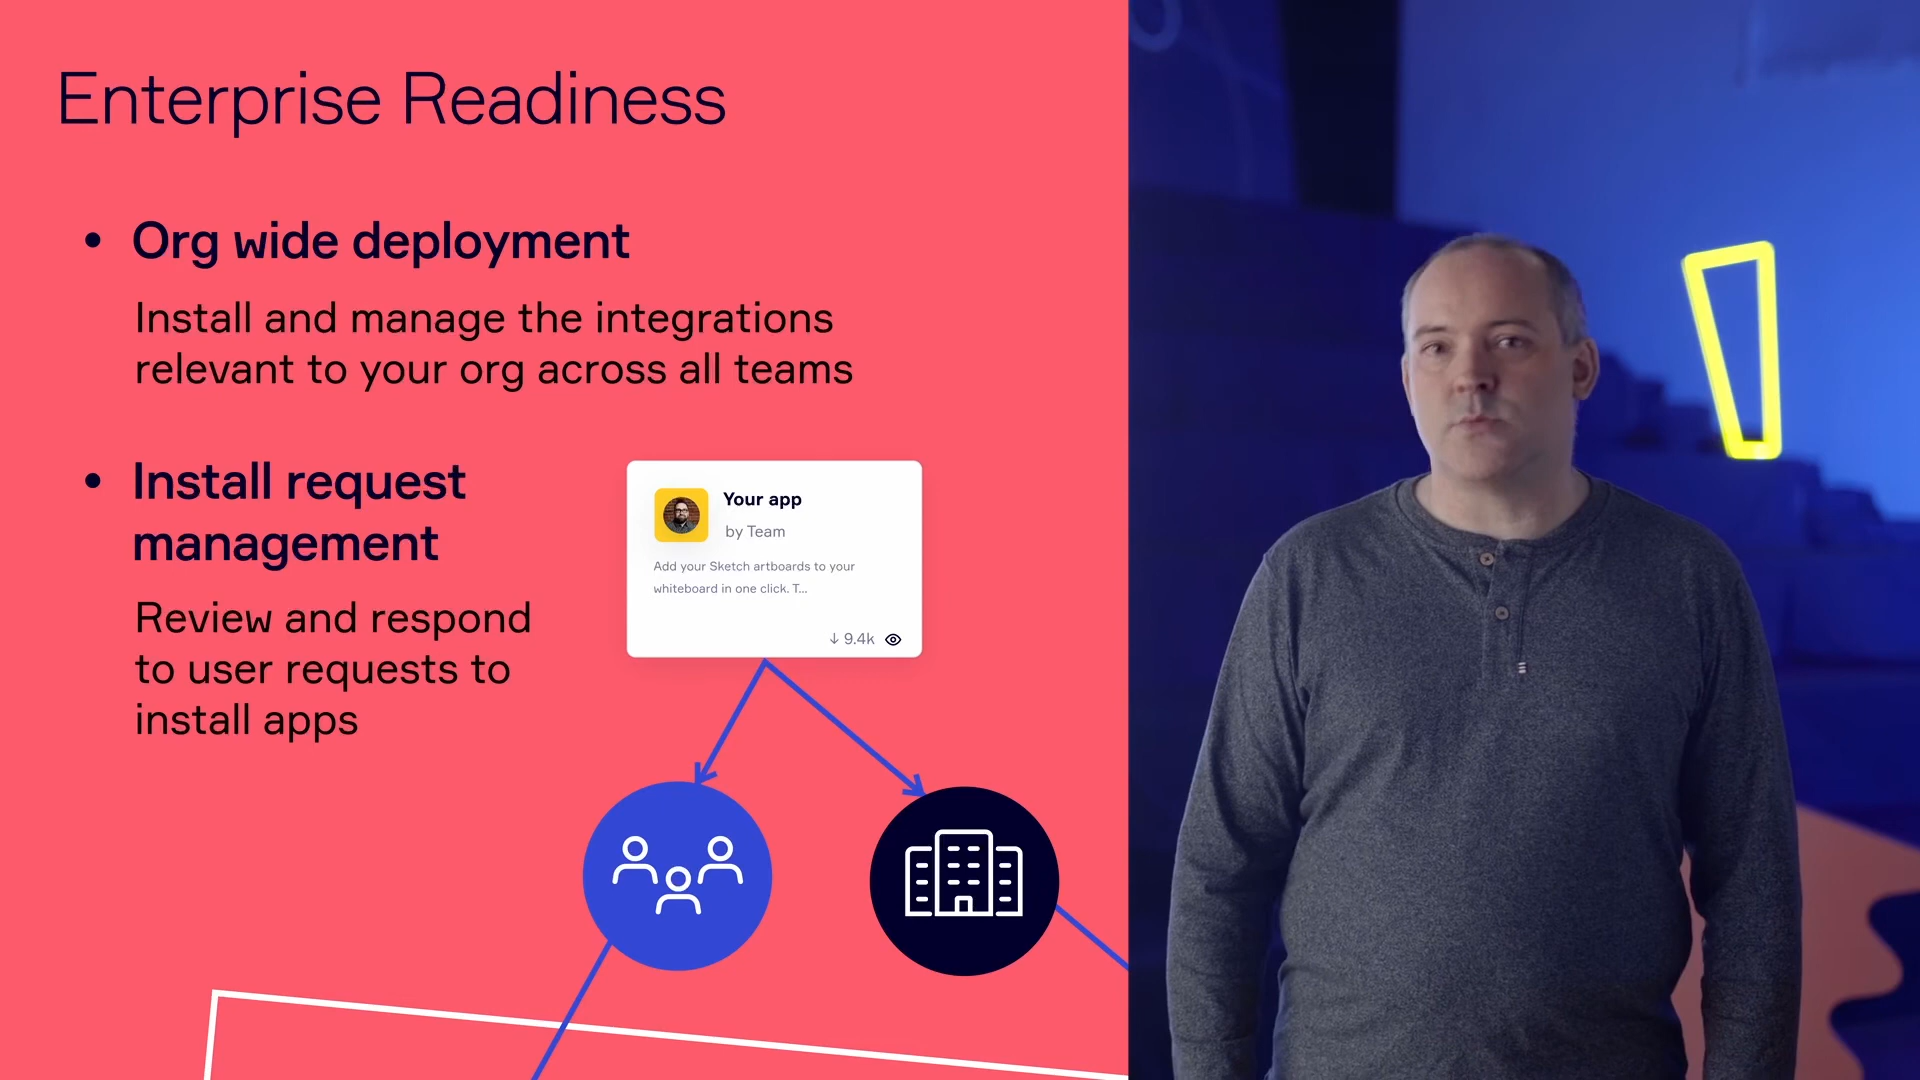 Enterprise Readiness
• Org wide deployment
Install and manage the integrations
relevant to your org across all teams
• Install request
management
Review and respond
to user requests to
install apps
Your app
by Team
Add your Sketch artboards to your
whiteboard in one click. T...
↓ 9.4k